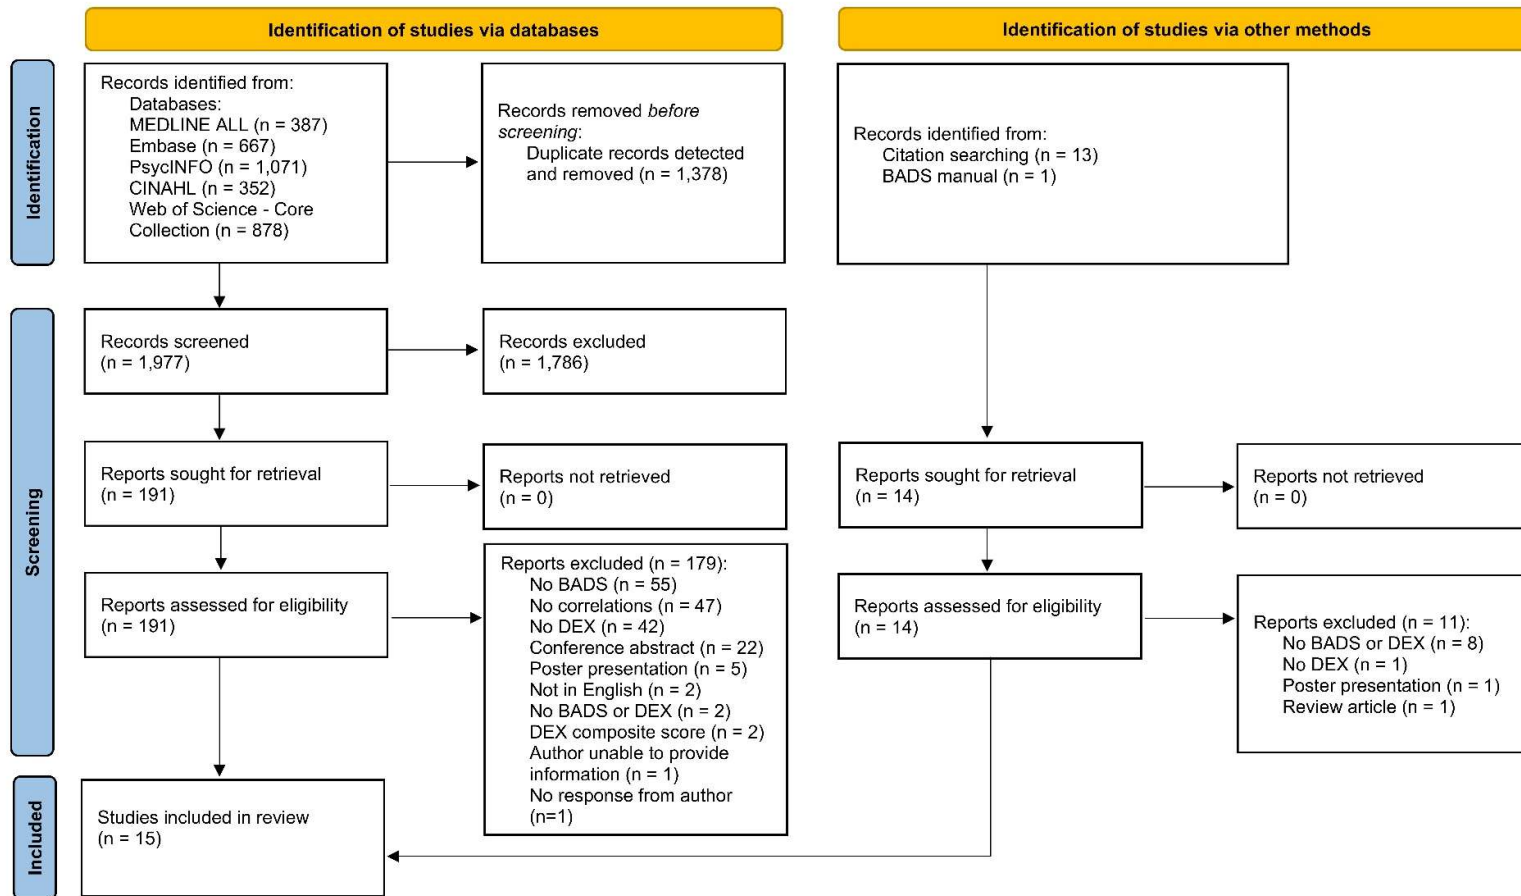 Identification of studies via databases
Identification of studies via other methods
Identification
Records identified from:
Databases:
MEDLINE ALL (n = 387)
Embase (n = 667)
PsycINFO (n = 1,071)
CINAHL (n = 352)
Web of Science - Core
Collection (n = 878)
Records removed before
screening:
Duplicate records detected
and removed (n = 1,378)
Records identified from:
Citation searching (n = 13)
BADS manual (n = 1)
Screening
Records screened
(n = 1,977)
Records excluded
(n = 1,786)
Reports sought for retrieval
(n = 191)
Reports not retrieved
(n = 0)
Reports sought for retrieval
(n = 14)
Reports not retrieved
(n = 0)
Reports assessed for eligibility
(n = 191)
Reports excluded (n = 179):
No BADS (n = 55)
No correlations (n = 47)
No DEX (n = 42)
Conference abstract (n = 22)
Poster presentation (n = 5)
Not in English (n = 2)
No BADS or DEX (n = 2)
DEX composite score (n = 2)
Author unable to provide
information (n = 1)
No response from author
(n=1)
Reports assessed for eligibility
(n = 14)
Reports excluded (n = 11):
No BADS or DEX (n = 8)
No DEX (n = 1)
Poster presentation (n = 1)
Review article (n = 1)
Included
Studies included in review
(n = 15)